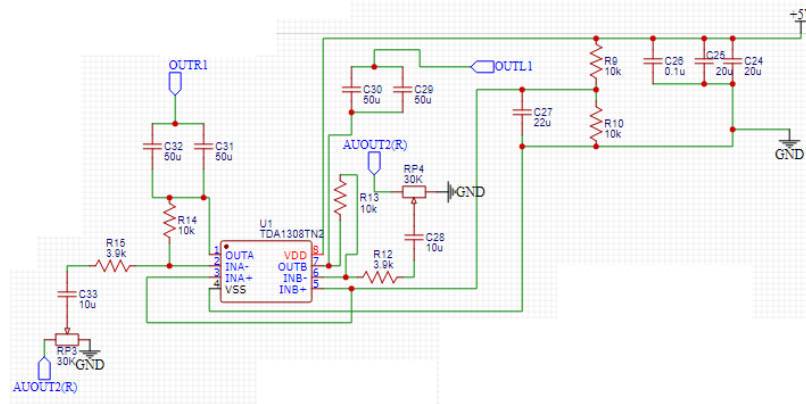 +5V
OUTR1
OUTL1
C30
50u
C29
50u
R9
10k
C26
0.1u
C25
20u
C24
20u
C27
22u
R10
10k
GND
C32
50u
C31
50u
AUOUT2(R)
RP4
30K
GND
R13
10k
R14
10k
U1
TDA1308TN2
C28
10u
R15
3.9k
R12
3.9k
1 OUTA VDD 8
2 INA- OUTB 7
3 INA+ INB- 6
4 VSS INB+ 5
C33
10u
RP3
30K
GND
AUOUT2(R)